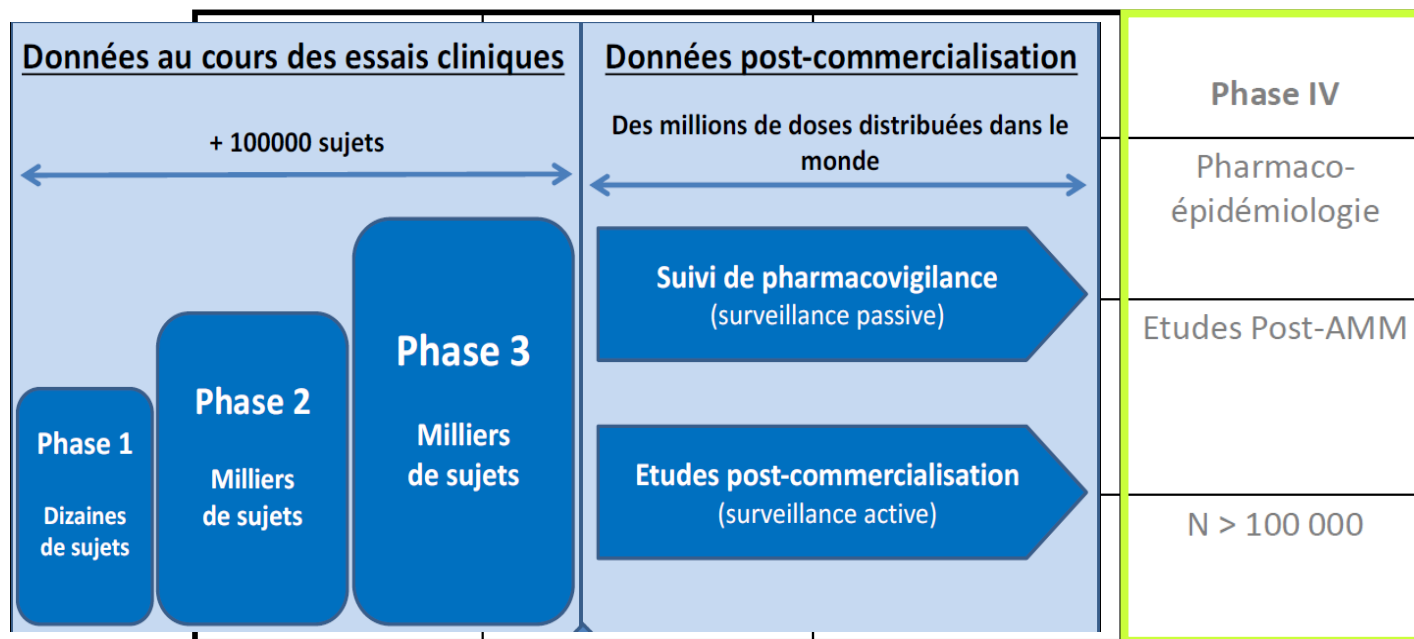 Données au cours des essais cliniques
+ 100000 sujets
Phase 1
Dizaines
de sujets
Phase 2
Milliers
de sujets
Phase 3
Milliers
de sujets
Données post-commercialisation
Des millions de doses distribuées dans le
monde
Suivi de pharmacovigilance
(surveillance passive)
Etudes post-commercialisation
(surveillance active)
Phase IV
Pharmaco-
épidémiologie
Etudes Post-AMM
N > 100 000